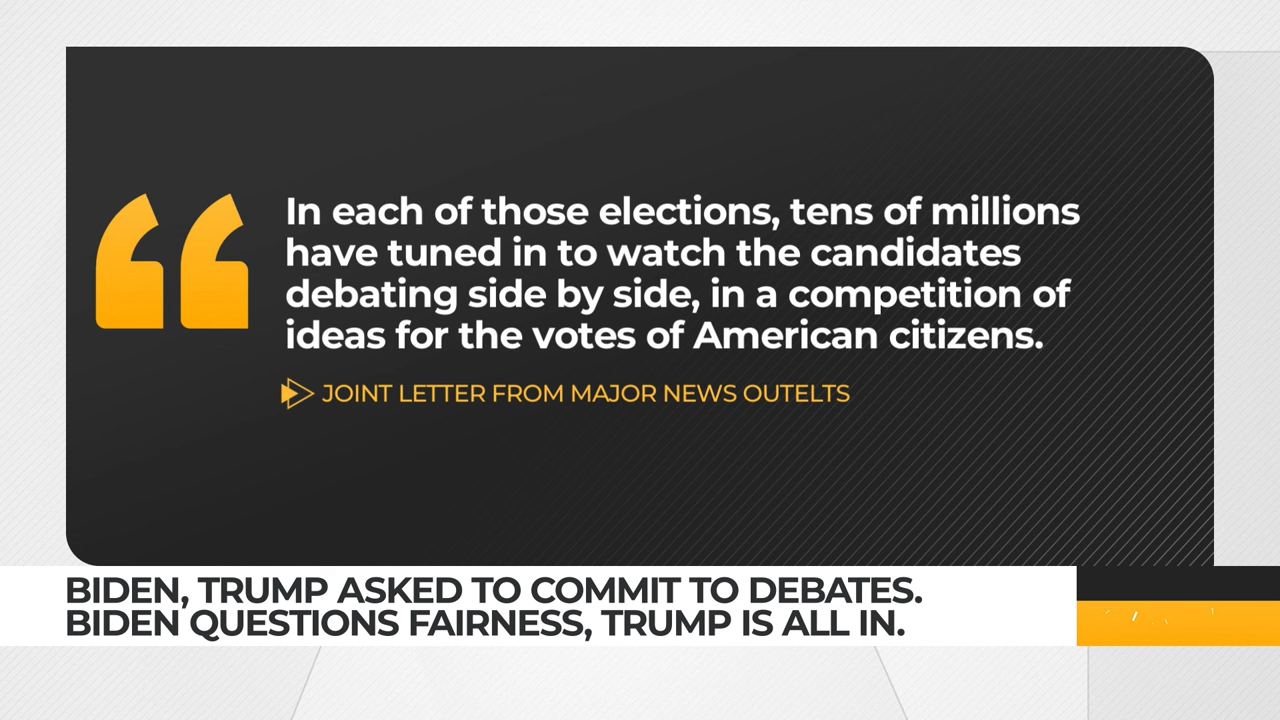 In each of those elections, tens of millions
have tuned in to watch the candidates
debating side by side, in a competition of
ideas for the votes of American citizens.
JOINT LETTER FROM MAJOR NEWS OUTELTS
BIDEN, TRUMP ASKED TO COMMIT TO DEBATES.
BIDEN QUESTIONS FAIRNESS, TRUMP IS ALL IN.